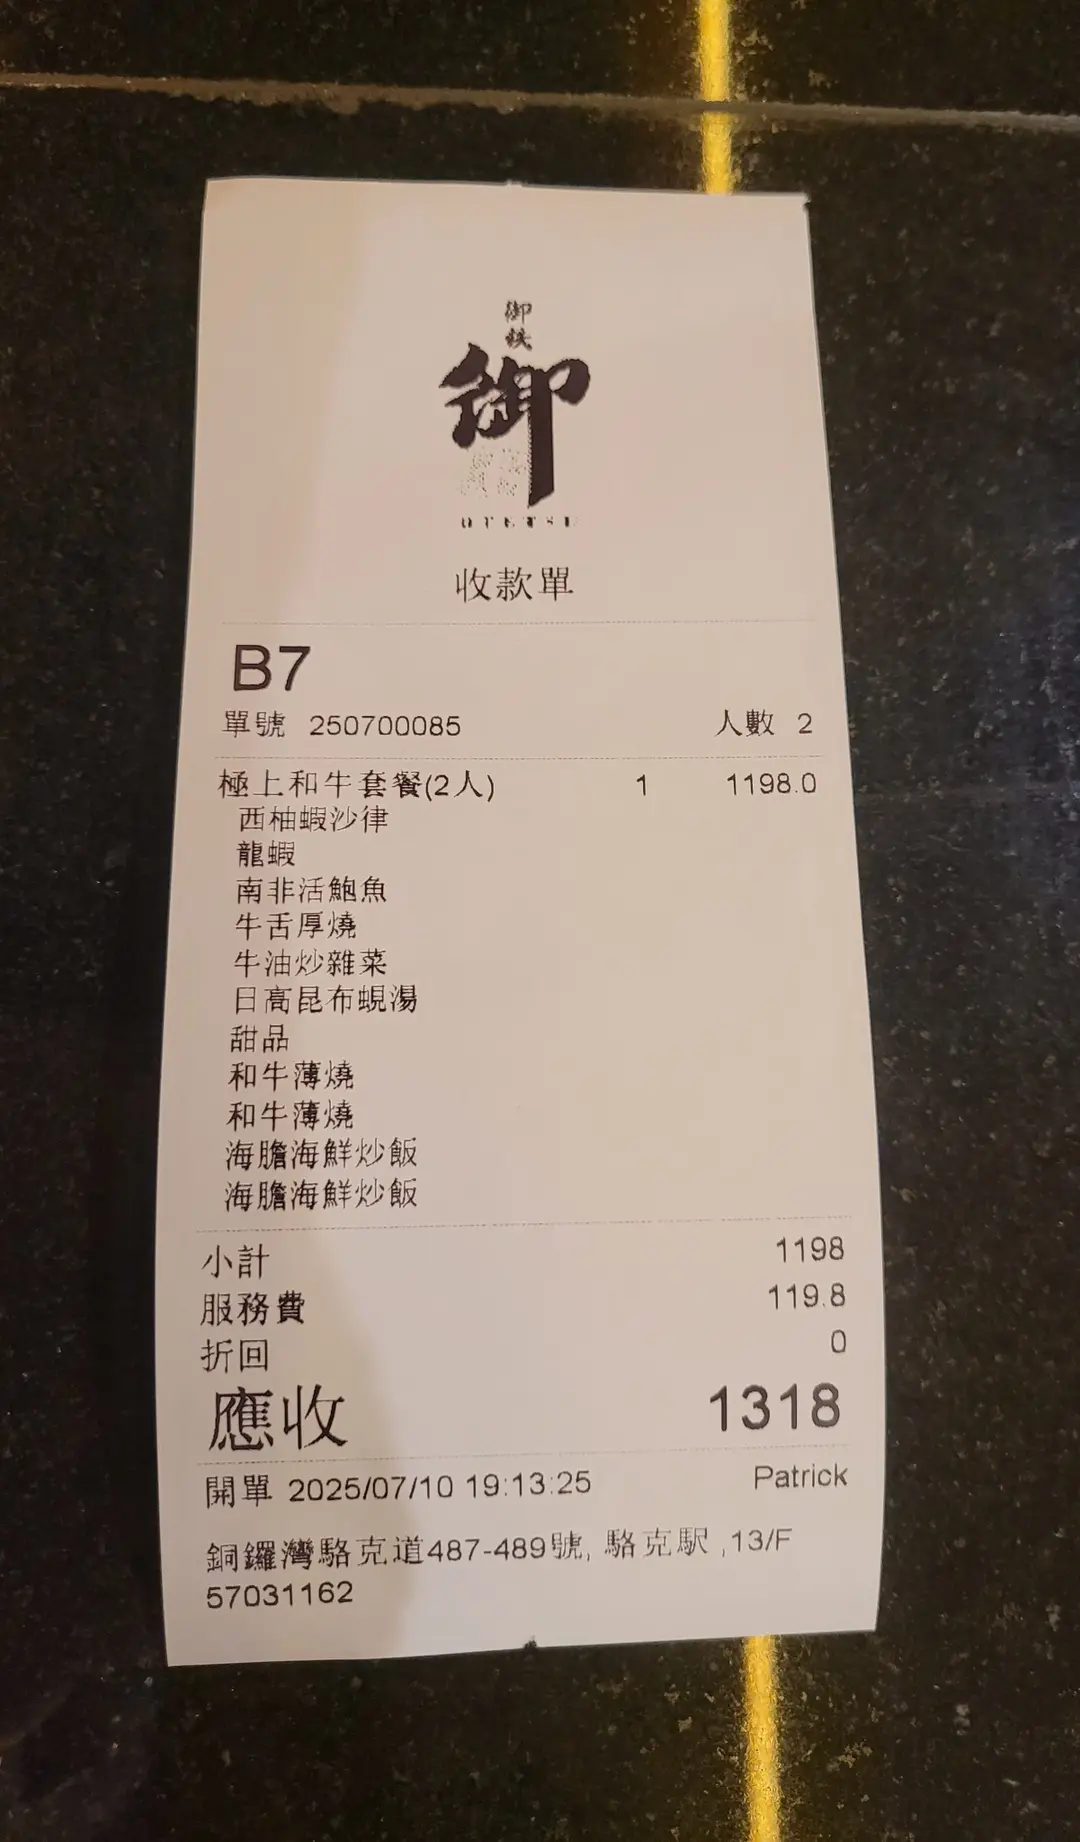 御鉄
御
收款單
B7
單號 250700085 人數 2
極上和牛套餐(2人) 1 1198.0
西柚蝦沙律
龍蝦
南非活鮑魚
牛舌厚燒
牛油炒雜菜
日高昆布蜆湯
甜品
和牛薄燒
和牛薄燒
海膽海鮮炒飯
海膽海鮮炒飯
小計 1198
服務費 119.8
折回 0
應收 1318
開單 2025/07/10 19:13:25 Patrick
銅鑼灣駱克道487-489號, 駱克駅 ,13/F
57031162